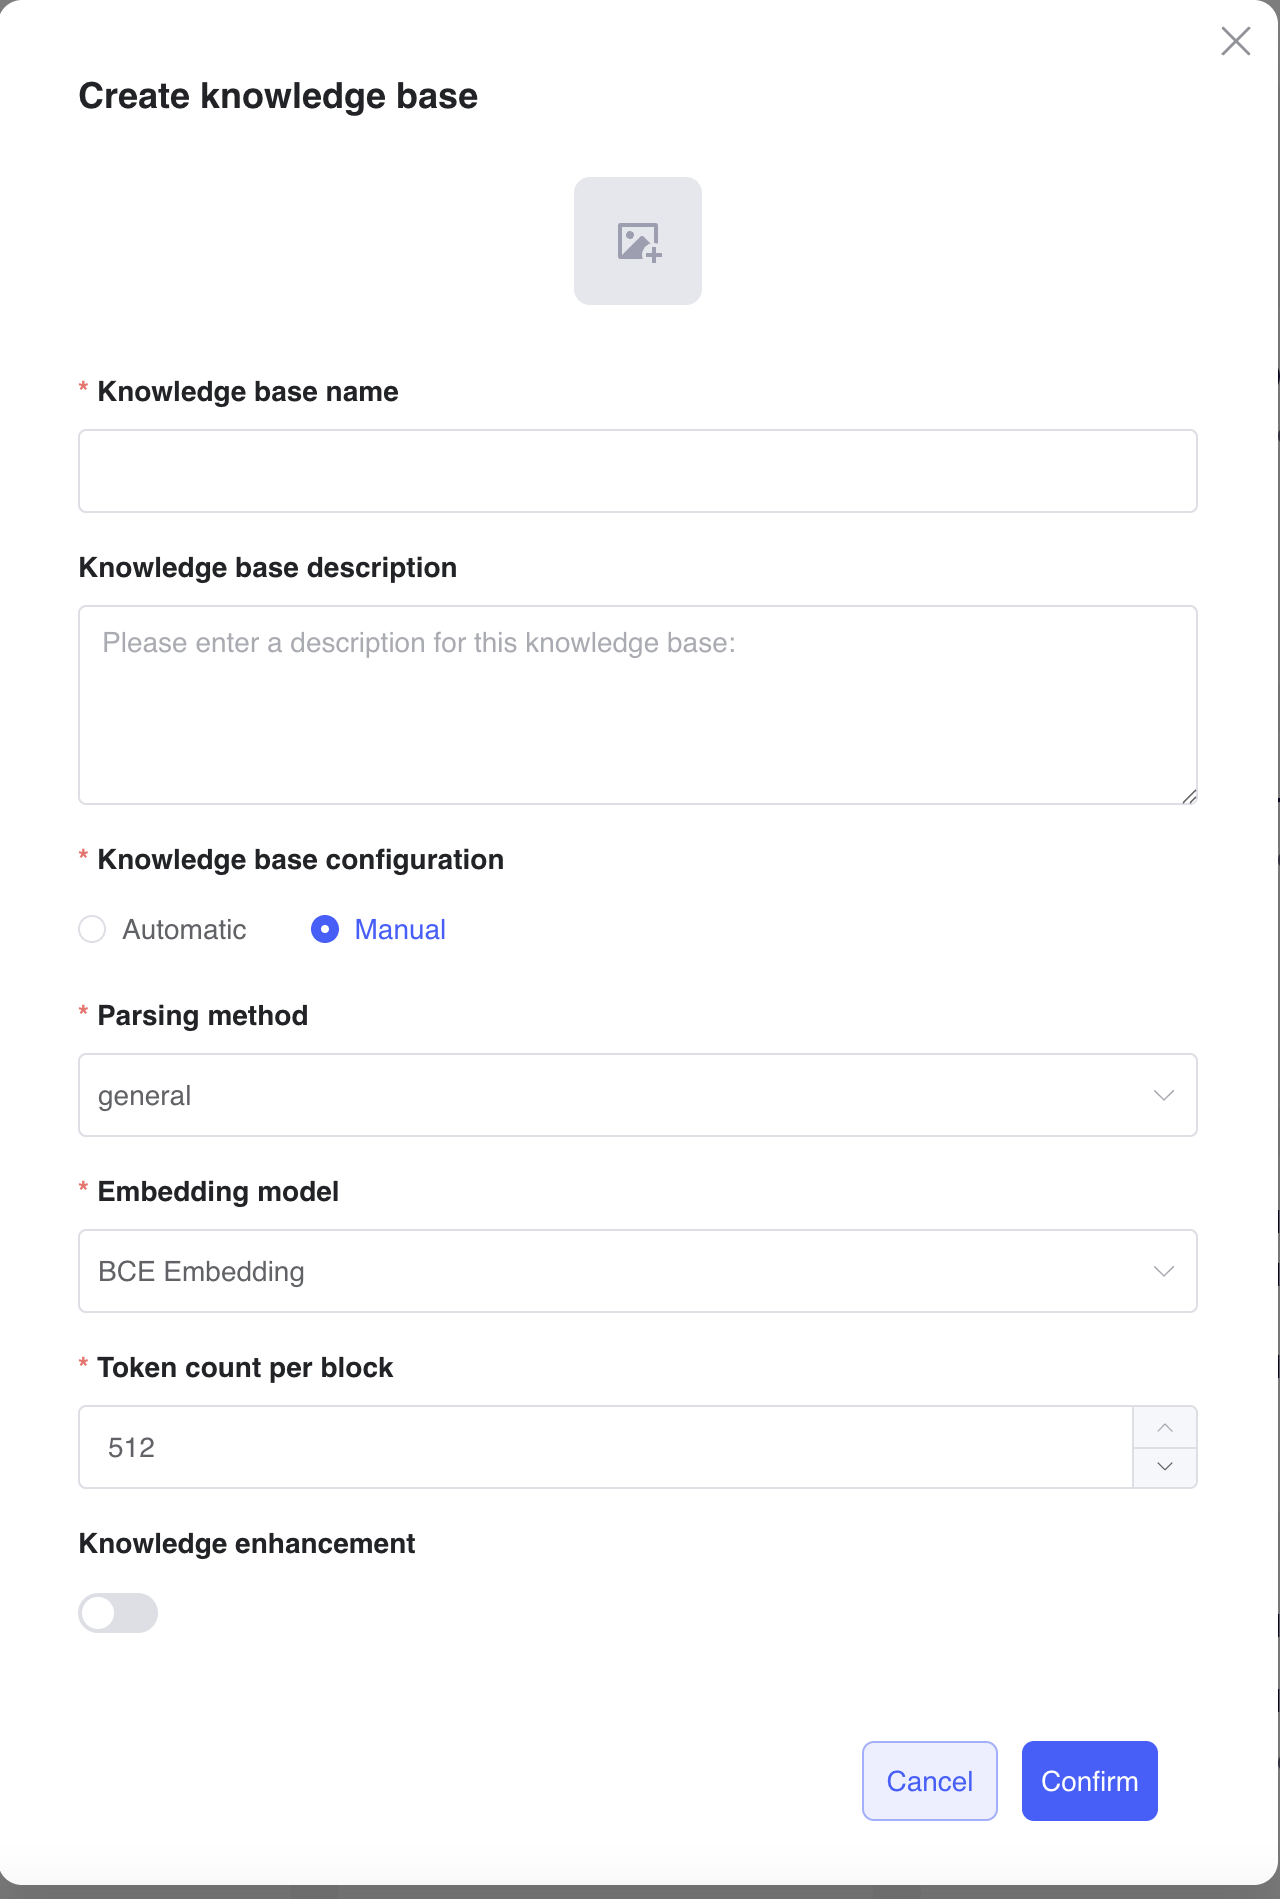 Create knowledge base
* Knowledge base name
Knowledge base description
Please enter a description for this knowledge base:
* Knowledge base configuration
Automatic Manual
* Parsing method
general
* Embedding model
BCE Embedding
* Token count per block
512
Knowledge enhancement
Cancel Confirm